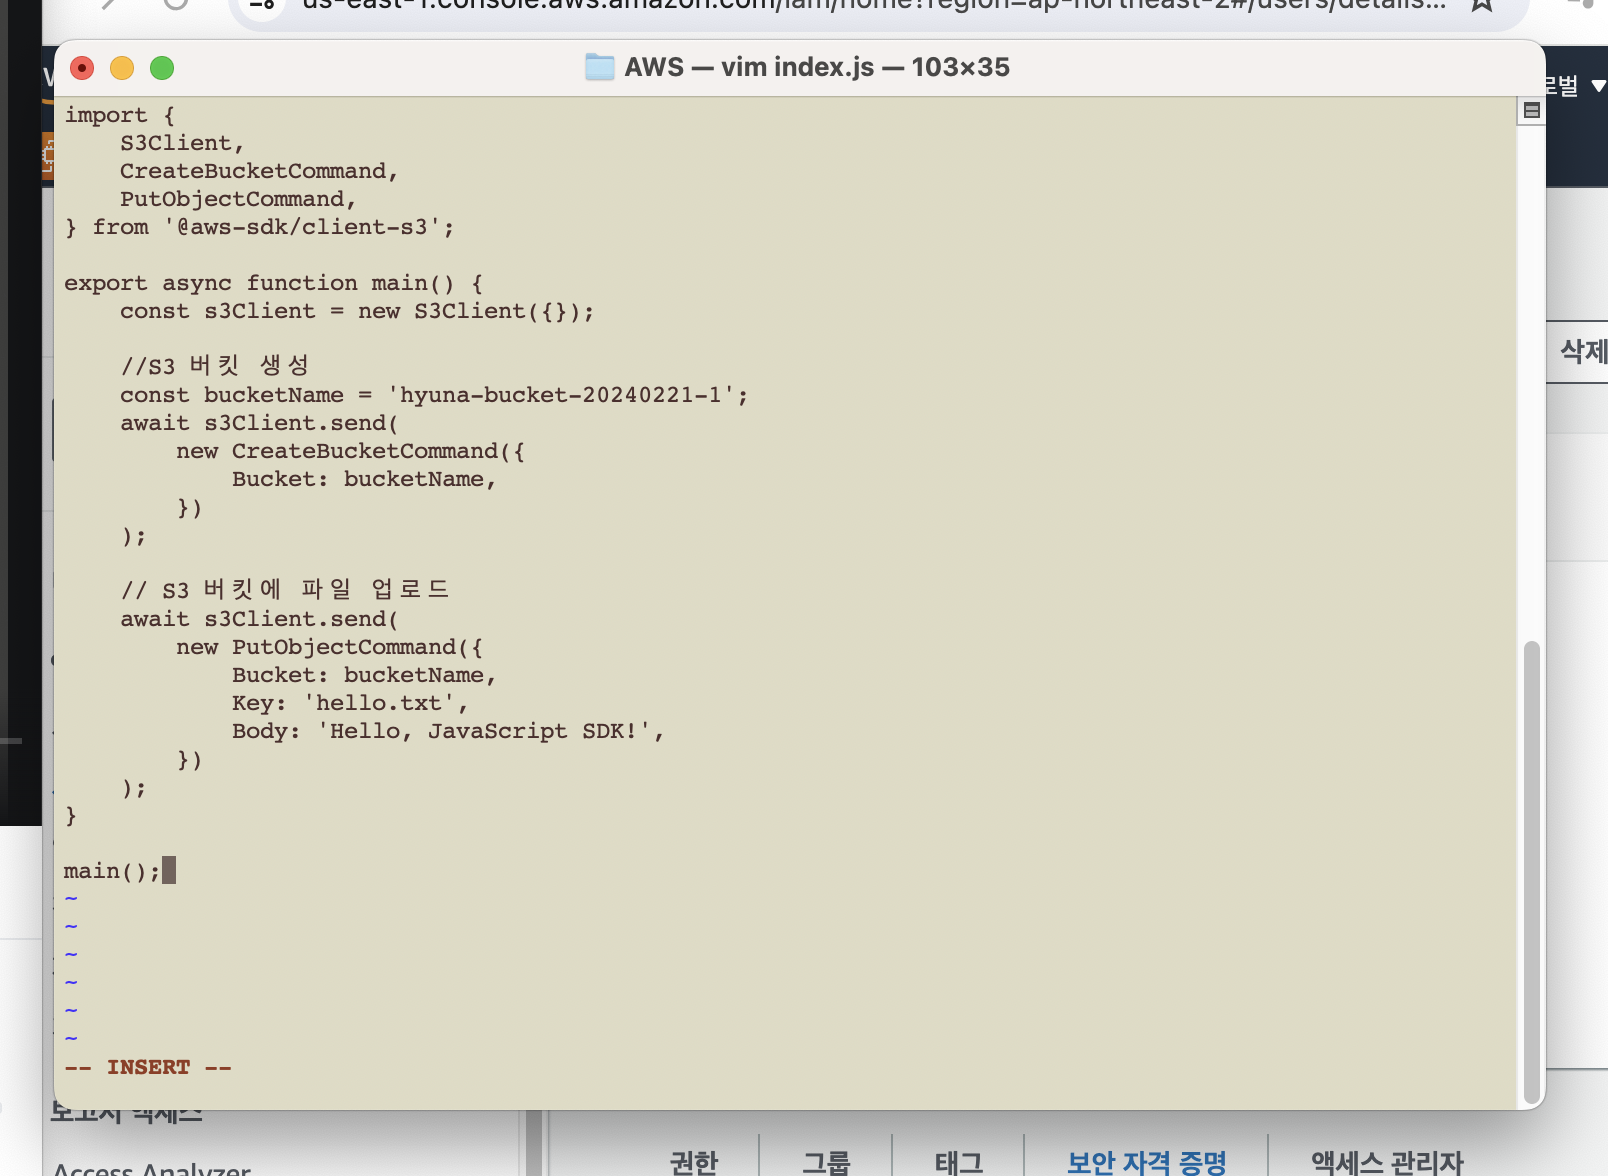 us-east-1.console.aws.amazon.com/iam/home?region=ap-northeast-2#/users/details...
AWS — vim index.js — 103×35
로벌
import {
    S3Client,
    CreateBucketCommand,
    PutObjectCommand,
} from '@aws-sdk/client-s3';
export async function main() {
    const s3Client = new S3Client({});
    //S3 버킷 생성
삭제
    const bucketName = 'hyuna-bucket-20240221-1';
    await s3Client.send(
        new CreateBucketCommand({
            Bucket: bucketName,
        })
    );
    // S3 버킷에 파일 업로드
    await s3Client.send(
        new PutObjectCommand({
            Bucket: bucketName,
            Key: 'hello.txt',
            Body: 'Hello, JavaScript SDK!',
        })
    );
}
main();
~
~
~
~
~
~
-- INSERT --
보고서 액세스
Access Analyzer
권한 그룹 태그 보안 자격 증명 액세스 관리자